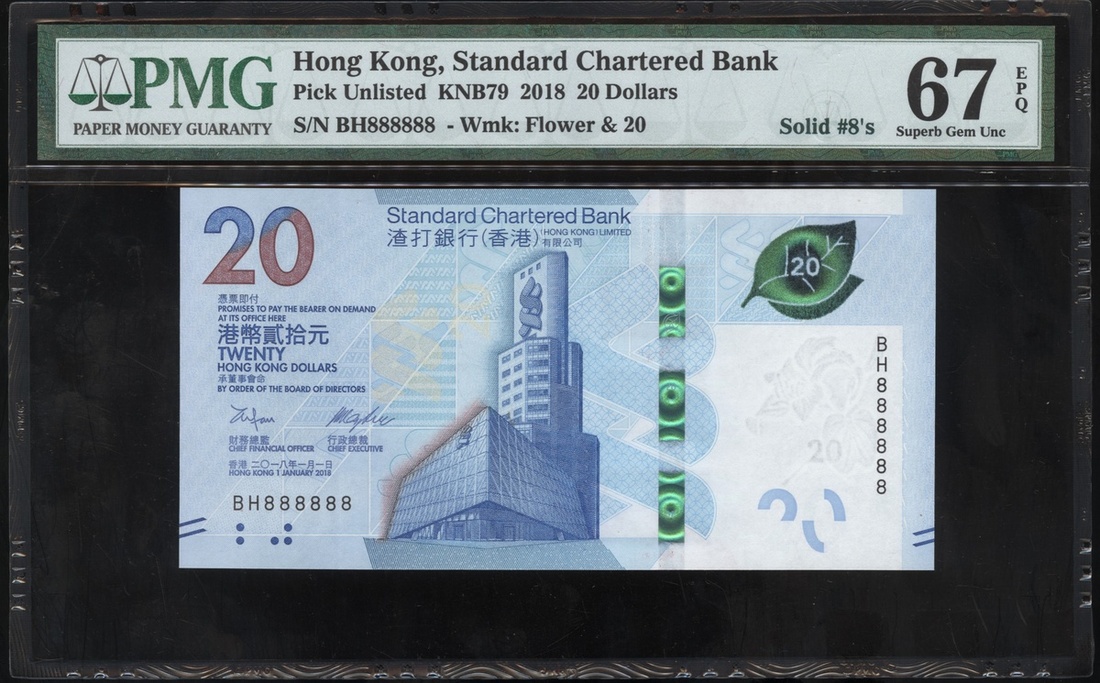 PMG
PAPER MONEY GUARANTY
Hong Kong, Standard Chartered Bank
Pick Unlisted KNB79 2018 20 Dollars
S/N BH888888 - Wmk: Flower & 20
Solid #8's
67
Superb Gem Unc
EPQ
20
Standard Chartered Bank
(HONG KONG) LIMITED
渣打銀行(香港)有限公司
20
憑票即付
PROMISES TO PAY THE BEARER ON DEMAND
AT ITS OFFICE HERE
港幣貳拾元
TWENTY
HONG KONG DOLLARS
承董事會命
BY ORDER OF THE BOARD OF DIRECTORS
財務總監 行政總裁
CHIEF FINANCIAL OFFICER CHIEF EXECUTIVE
香港 二〇一八年一月一日
HONG KONG 1 JANUARY 2018
BH888888
BH888888
20
20